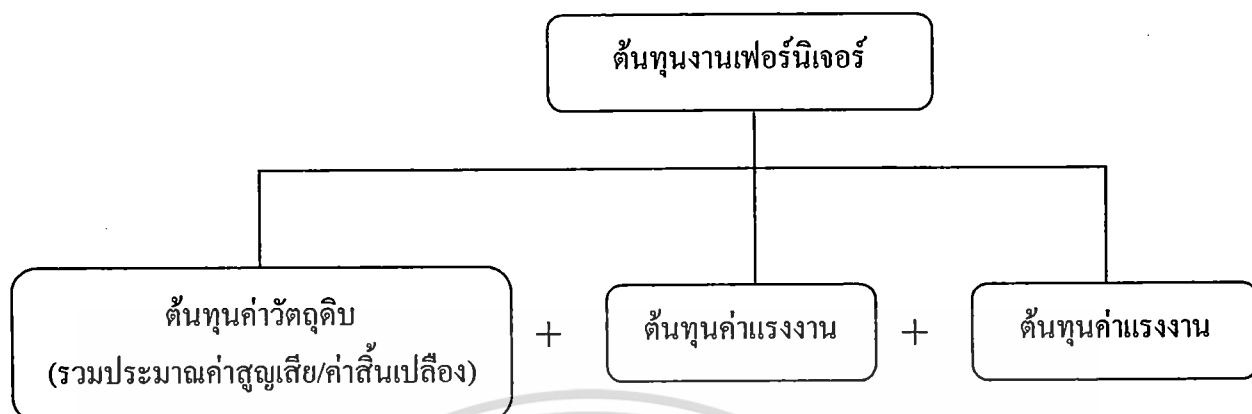 ต้นทุนงานเฟอร์นิเจอร์
ต้นทุนค่าวัตถุดิบ
(รวมประมาณค่าสูญเสีย/ค่าสิ้นเปลือง)
+
ต้นทุนค่าแรงงาน
+
ต้นทุนค่าแรงงาน